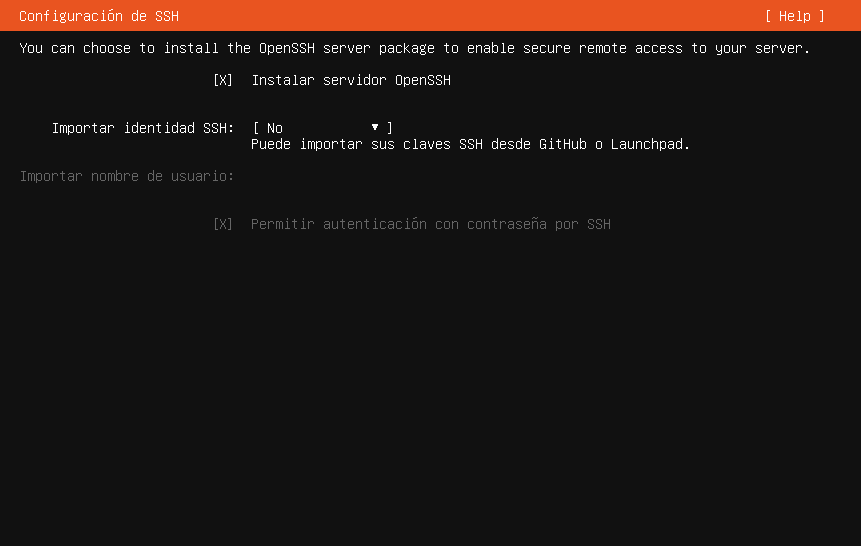 Configuración de SSH [ Help ]
You can choose to install the OpenSSH server package to enable secure remote access to your server.
[X] Instalar servidor OpenSSH
Importar identidad SSH: [ No ▼ ]
Puede importar sus claves SSH desde GitHub o Launchpad.
Importar nombre de usuario:
[X] Permitir autenticación con contraseña por SSH